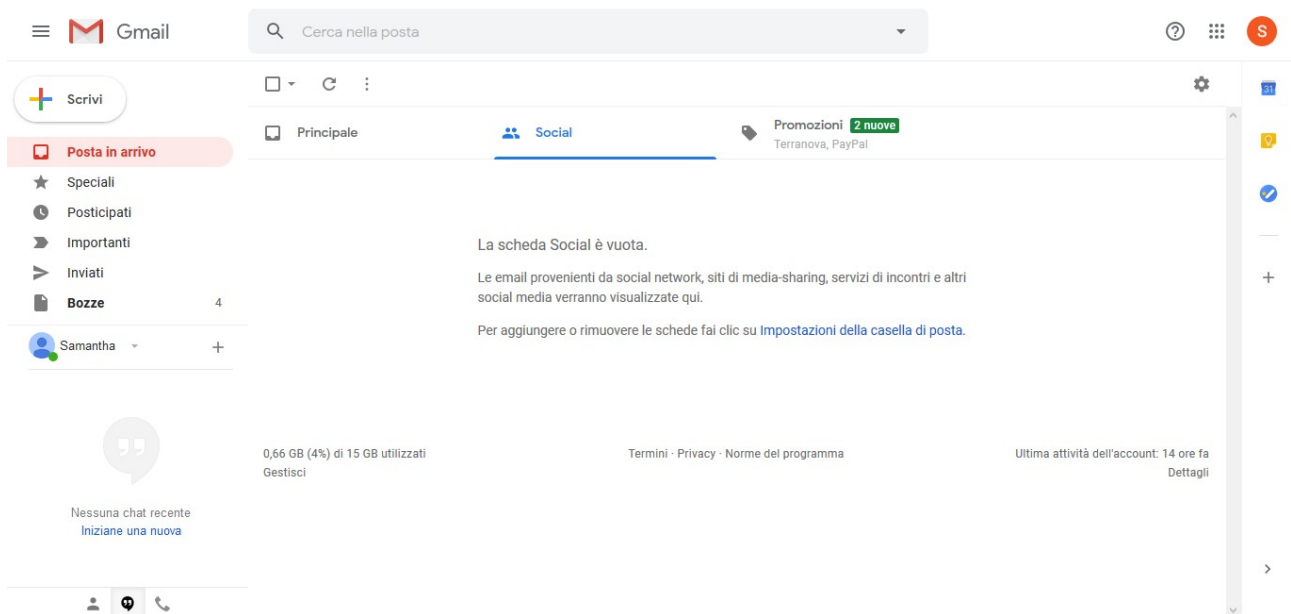 Gmail
Cerca nella posta
S
Scrivi
31
Principale
Social
Promozioni 2 nuove
Terranova, PayPal
Posta in arrivo
Speciali
Posticipati
Importanti
Inviati
Bozze 4
Samantha
La scheda Social è vuota.
Le email provenienti da social network, siti di media-sharing, servizi di incontri e altri
social media verranno visualizzate qui.
Per aggiungere o rimuovere le schede fai clic su Impostazioni della casella di posta.
0,66 GB (4%) di 15 GB utilizzati
Gestisci
Termini · Privacy · Norme del programma
Ultima attività dell'account: 14 ore fa
Dettagli
Nessuna chat recente
Iniziane una nuova